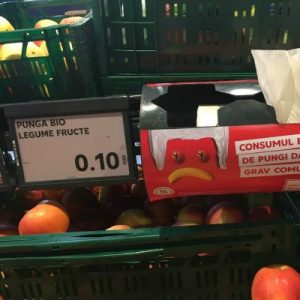 PUNGA BIO
LEGUME FRUCTE
0.10
CONSUMUL
DE PUNGI
GRAV